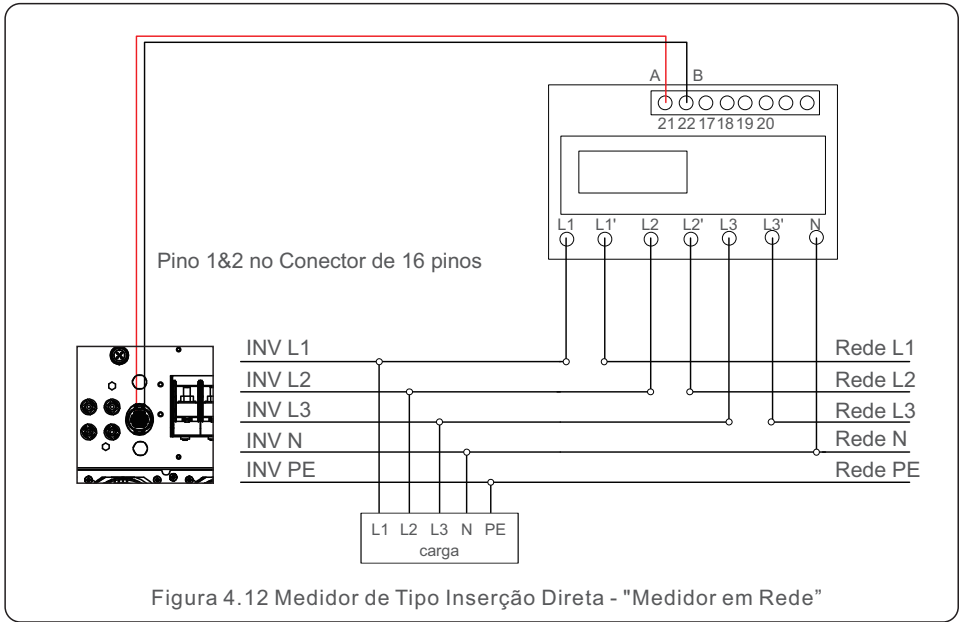 A B
21 22 17 18 19 20
L1 L1' L2 L2' L3 L3' N
Pino 1&2 no Conector de 16 pinos
INV L1 Rede L1
INV L2 Rede L2
INV L3 Rede L3
INV N Rede N
INV PE Rede PE
L1 L2 L3 N PE
carga
Figura 4.12 Medidor de Tipo Inserção Direta - "Medidor em Rede”